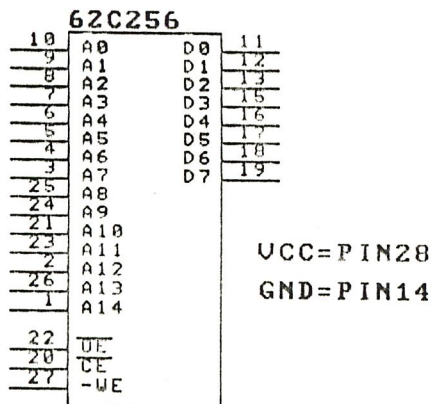 62C256
10 A0 D0 11
9 A1 D1 12
8 A2 D2 13
7 A3 D3 15
6 A4 D4 16
5 A5 D5 17
4 A6 D6 18
3 A7 D7 19
25 A8
24 A9
21 A10
23 A11
2 A12
26 A13
1 A14
VCC=PIN28
GND=PIN14
22 OE
20 CE
27 -WE